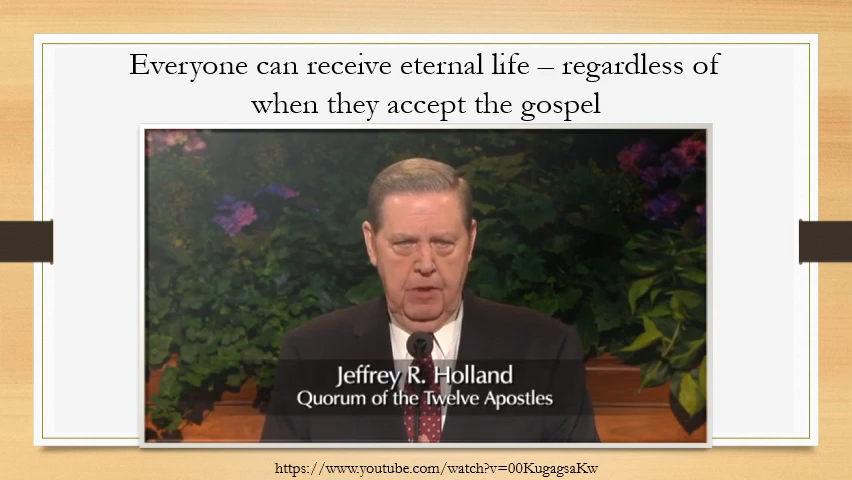 Everyone can receive eternal life – regardless of
when they accept the gospel
Jeffrey R. Holland
Quorum of the Twelve Apostles
https://www.youtube.com/watch?v=00KugagsaKw